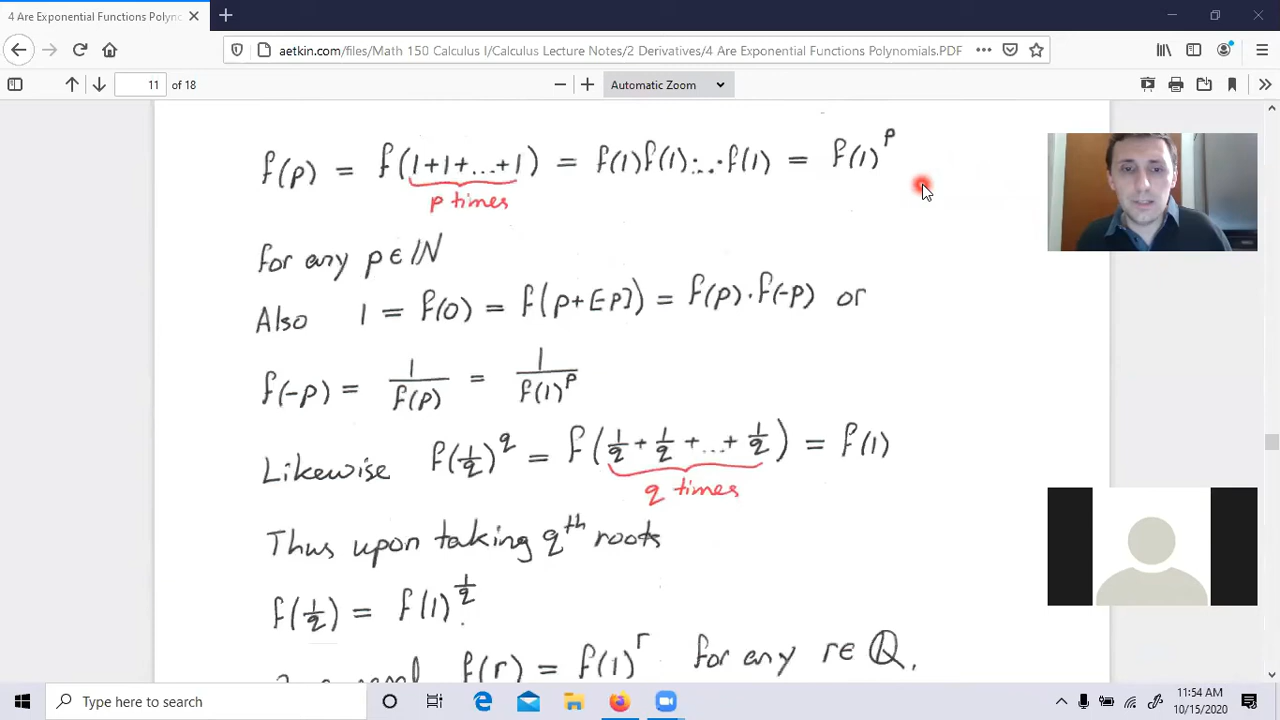 4 Are Exponential Functions Polynom
aetkin.com/files/Math 150 Calculus I/Calculus Lecture Notes/2 Derivatives/4 Are Exponential Functions Polynomials.PDF
11 of 18
Automatic Zoom
f(p) = f(1+1+...+1) = f(1)f(1)·...·f(1) = f(1)^p
p times
for any p ∈ ℕ
Also 1 = f(0) = f(p+[-p]) = f(p)·f(-p) or
f(-p) = 1/f(p) = 1/f(1)^p
Likewise f(1/q)^q = f(1/q + 1/q + ... + 1/q) = f(1)
q times
Thus upon taking q^th roots
f(1/q) = f(1)^(1/q)
In general f(r) = f(1)^r for any r ∈ ℚ.
Type here to search
11:54 AM
10/15/2020